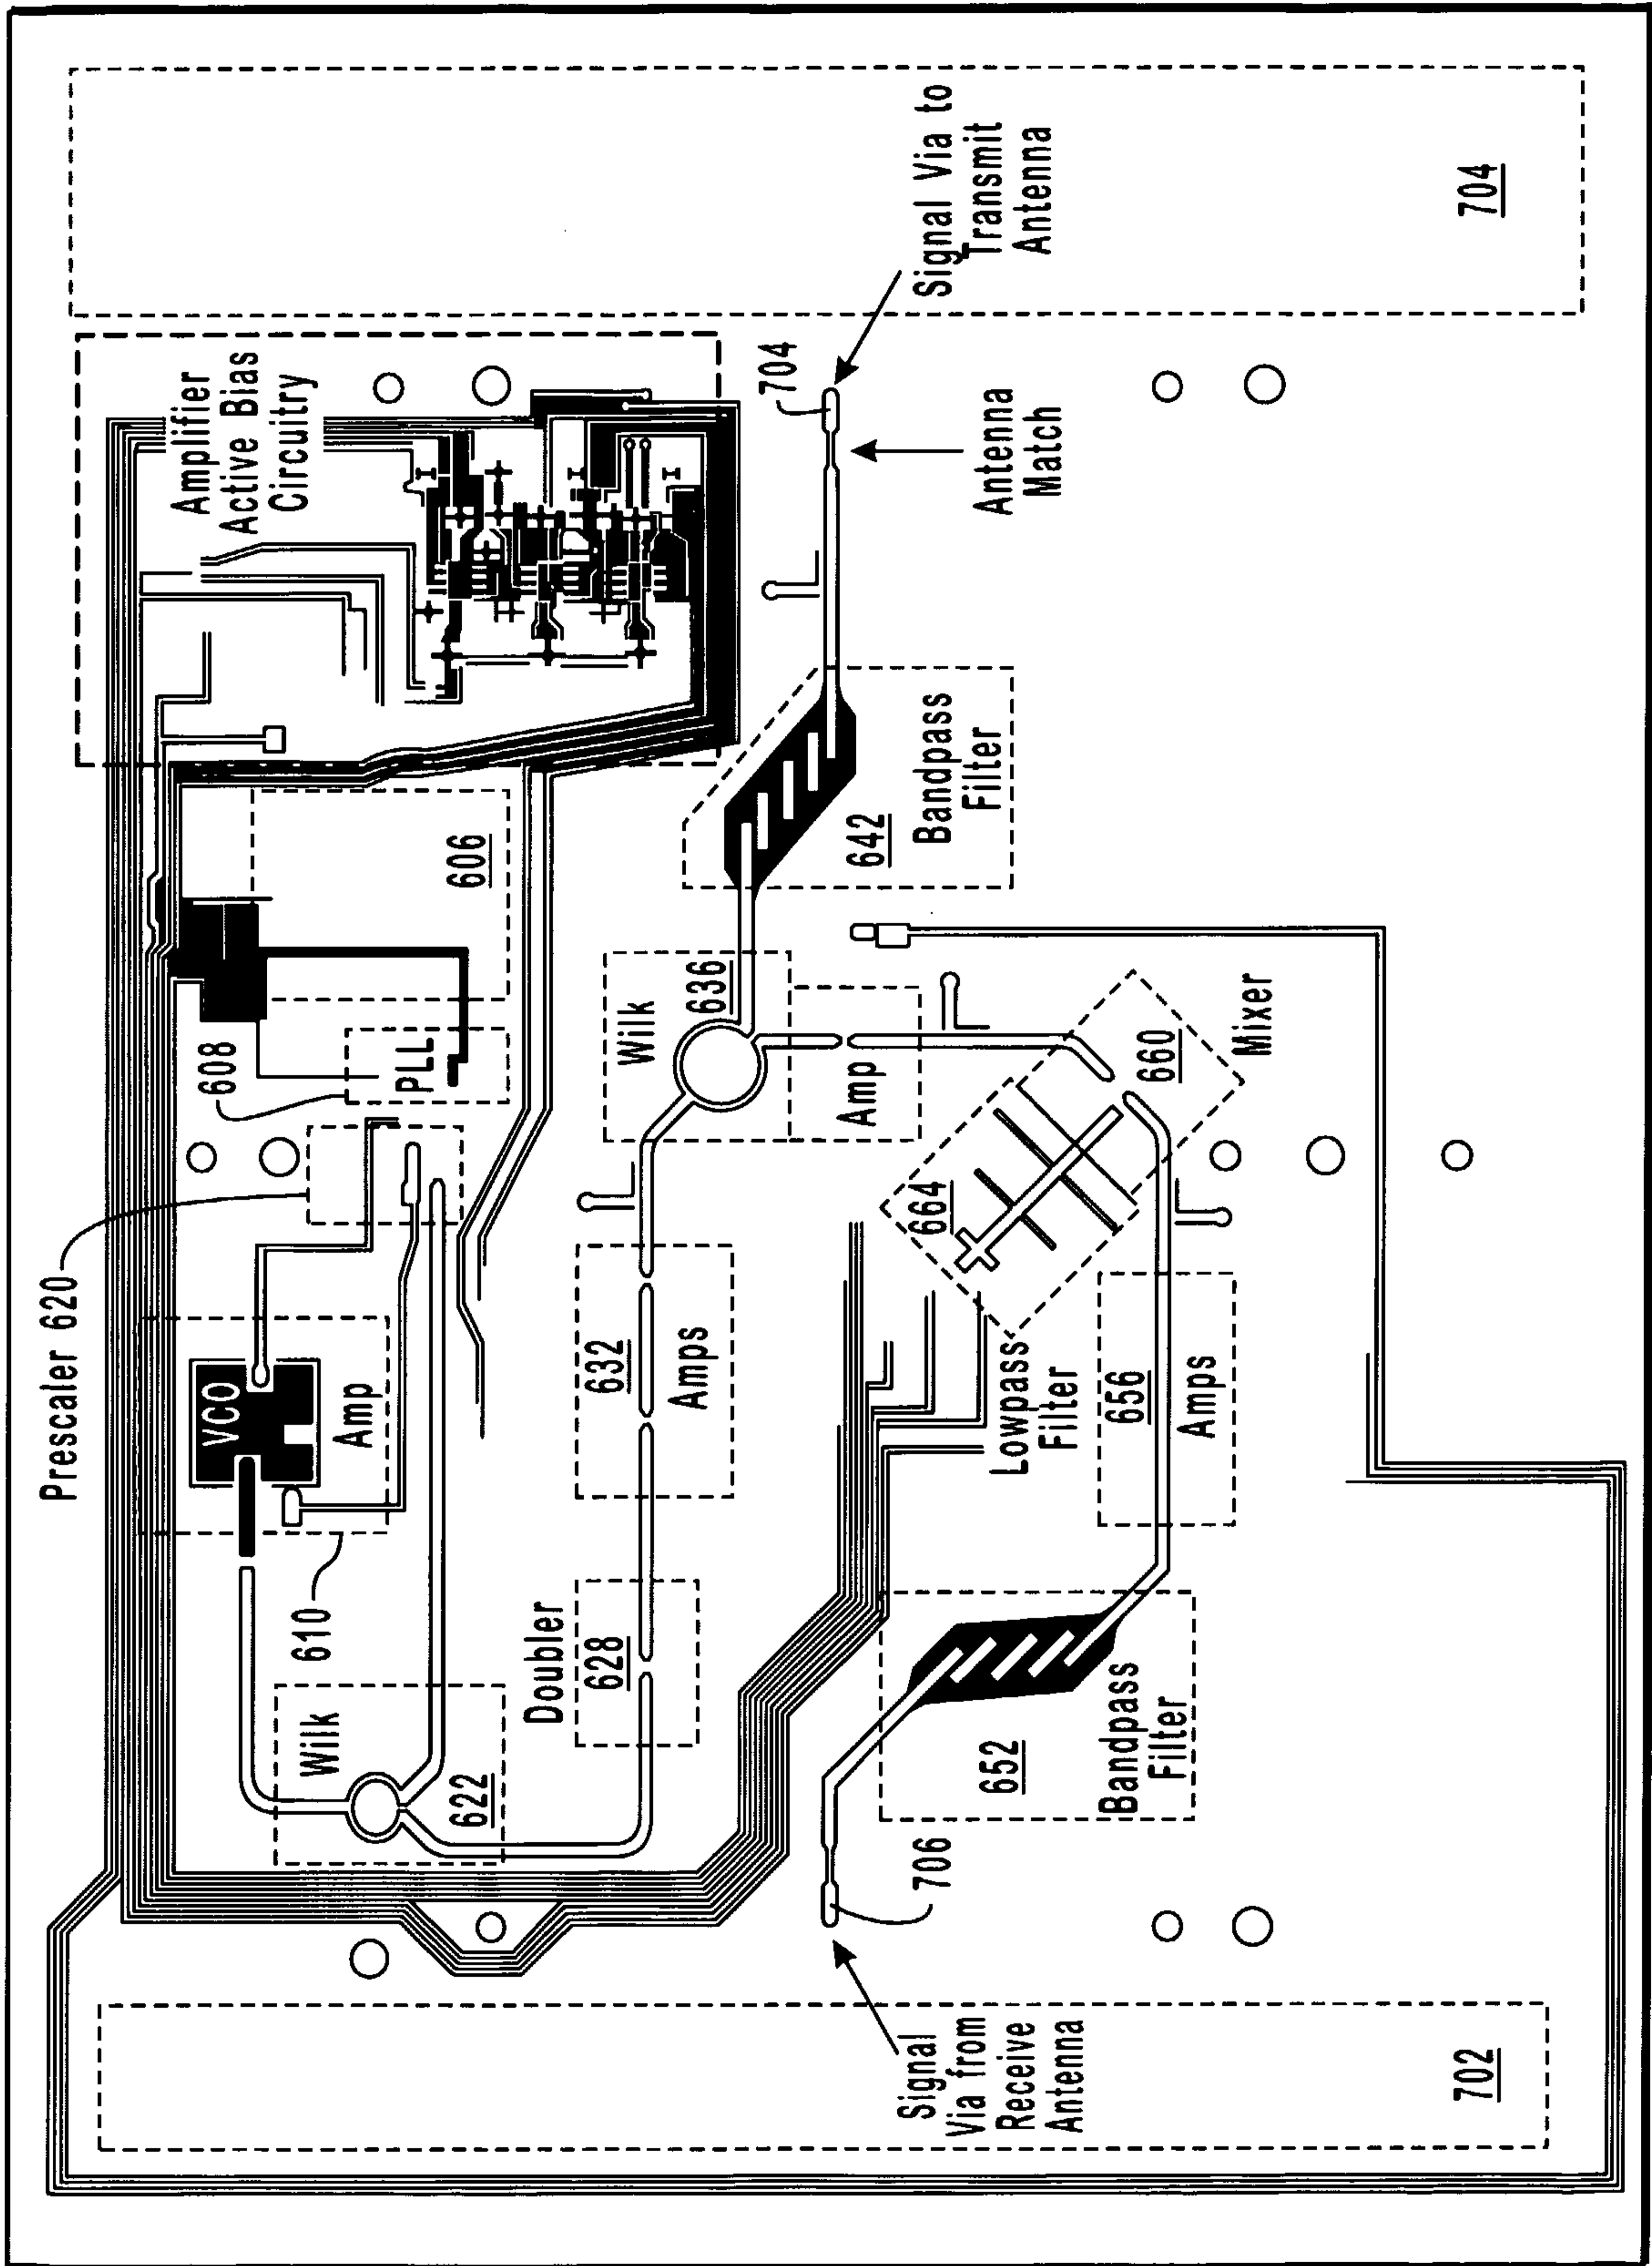 Prescaler 620
VCO
Amp
610
608
PLL
606
Amplifier
Active Bias
Circuitry
Wilk
622
Doubler
628
632
Amps
Wilk
636
Amp
642
Bandpass
Filter
704
Antenna
Match
Signal Via to
Transmit
Antenna
704
Signal
Via from
Receive
Antenna
702
706
652
Bandpass
Filter
Lowpass
Filter
656
Amps
664
660
Mixer